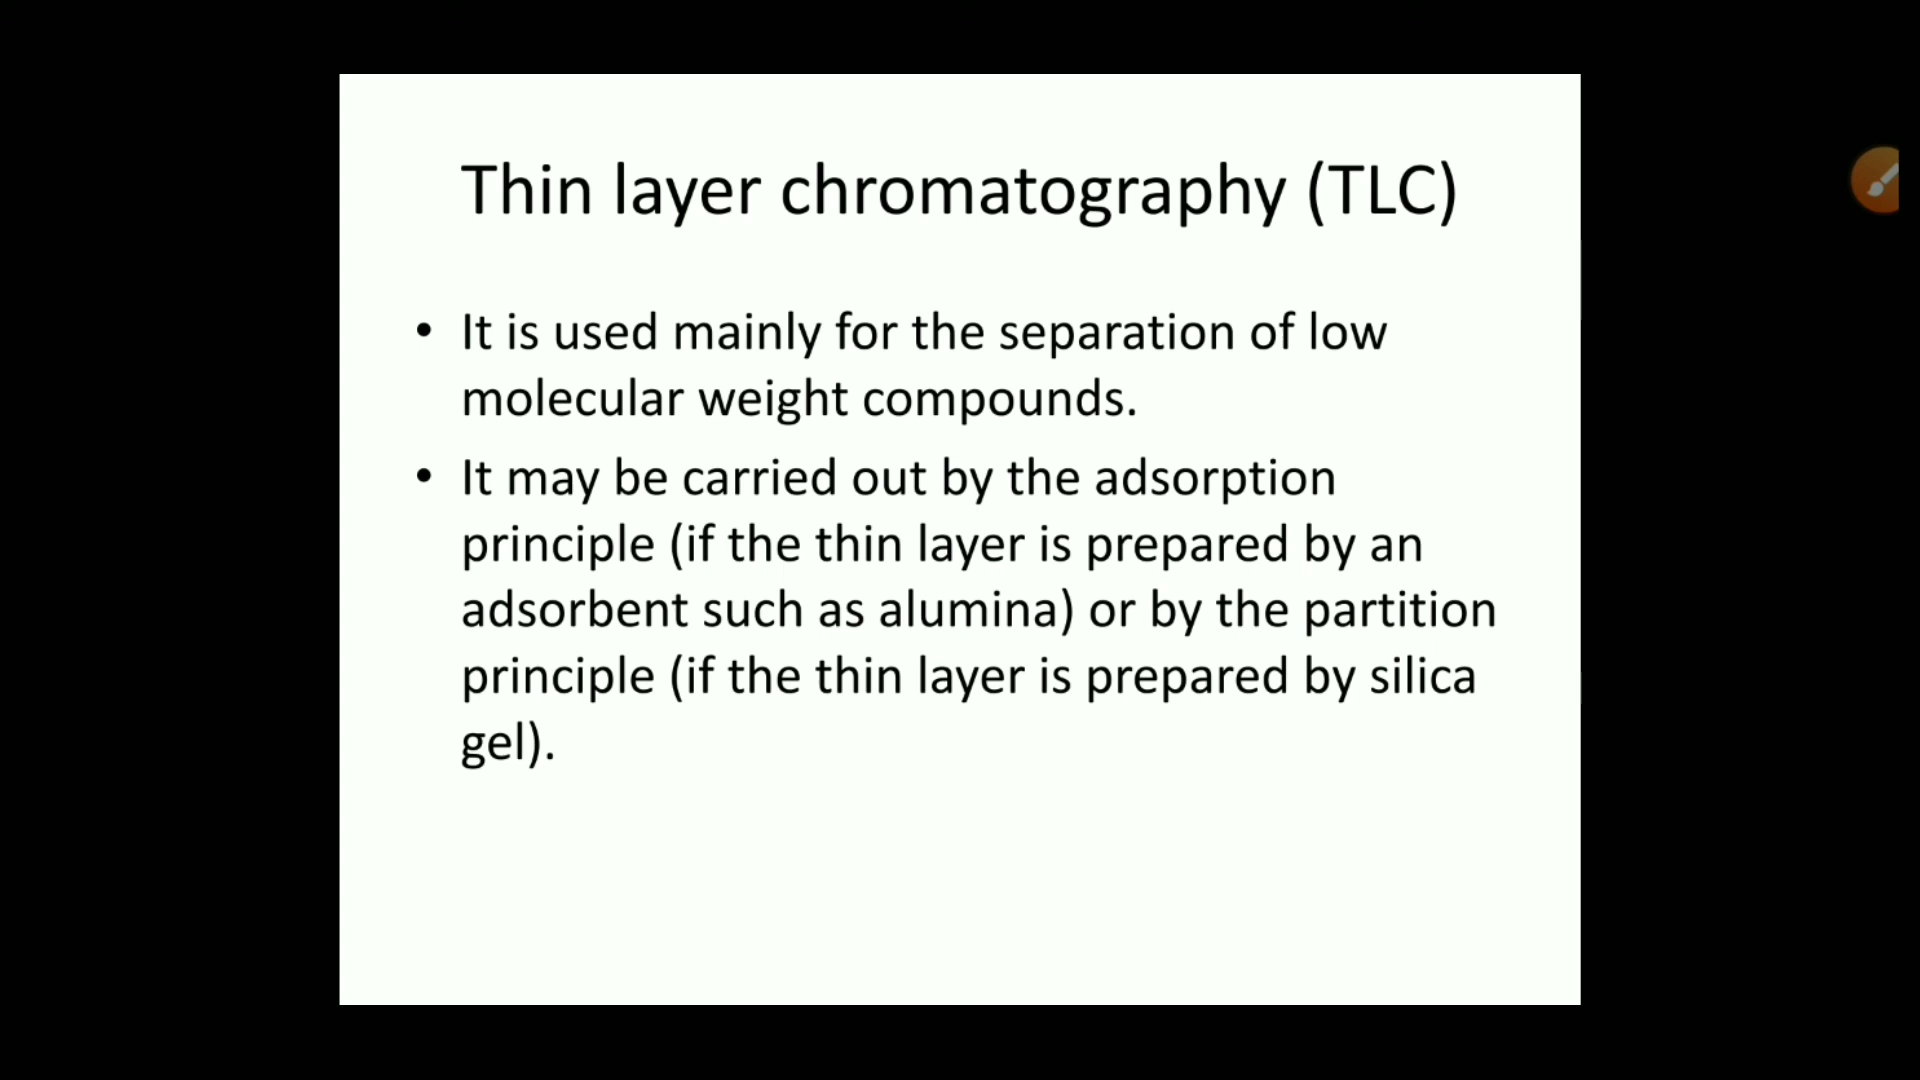 Thin layer chromatography (TLC)
• It is used mainly for the separation of low
molecular weight compounds.
• It may be carried out by the adsorption
principle (if the thin layer is prepared by an
adsorbent such as alumina) or by the partition
principle (if the thin layer is prepared by silica
gel).